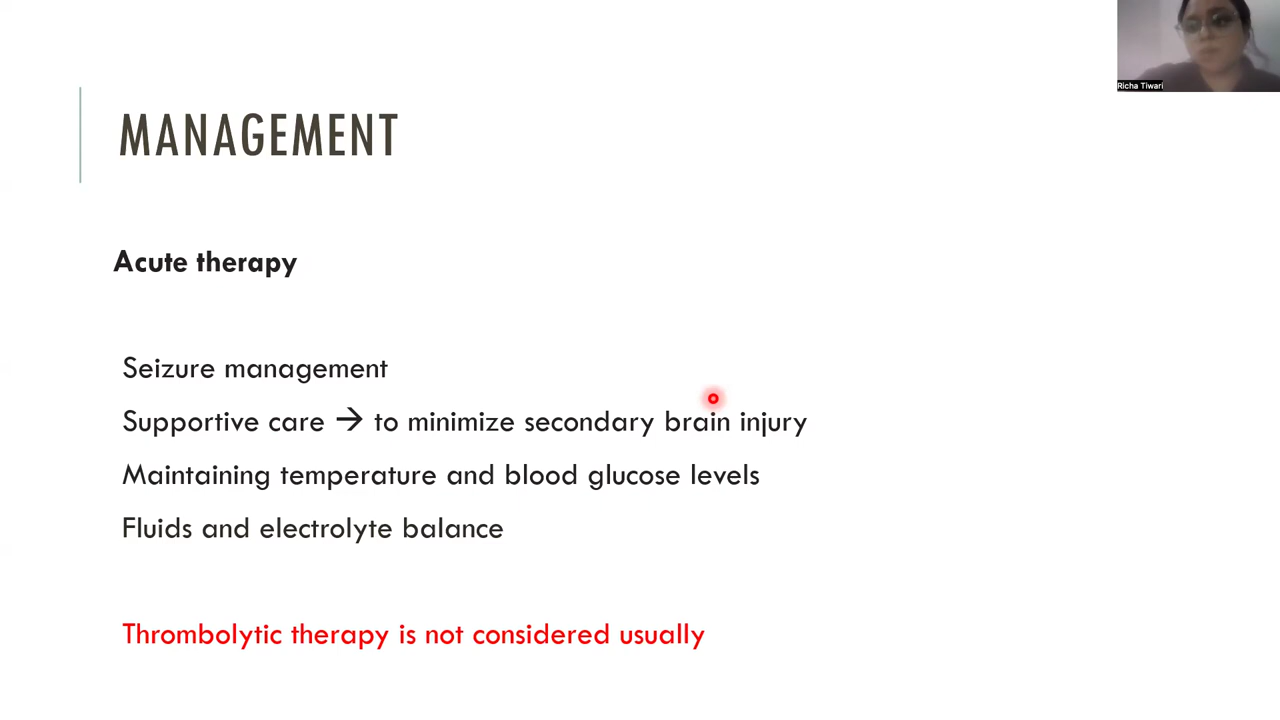 Richa Tiwari
MANAGEMENT
Acute therapy
Seizure management
Supportive care → to minimize secondary brain injury
Maintaining temperature and blood glucose levels
Fluids and electrolyte balance
Thrombolytic therapy is not considered usually